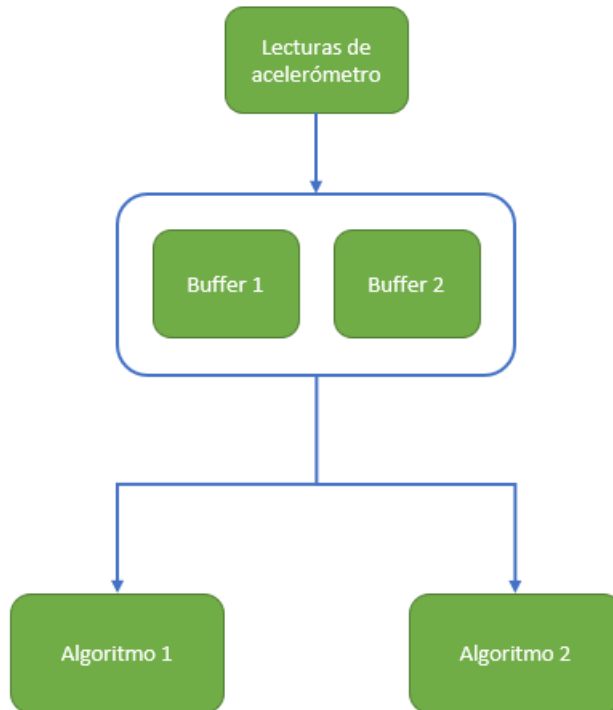 Lecturas de
acelerómetro
Buffer 1
Buffer 2
Algoritmo 1
Algoritmo 2